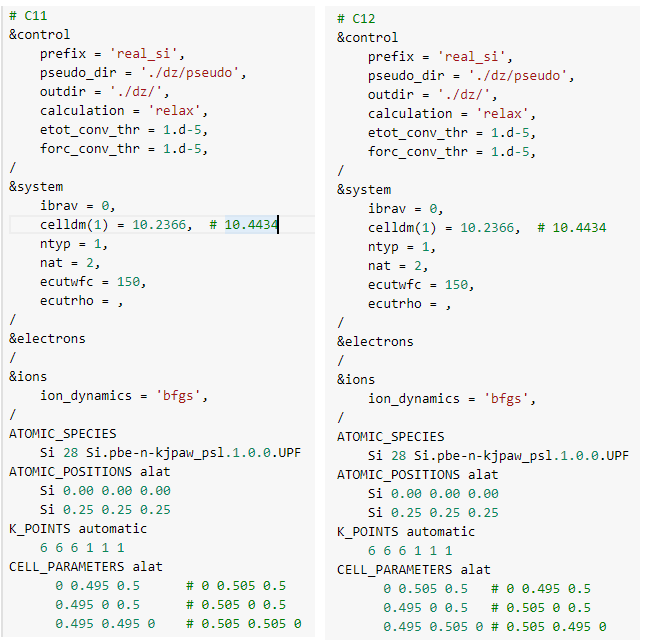 # C11
&control
    prefix = 'real_si',
    pseudo_dir = './dz/pseudo',
    outdir = './dz/',
    calculation = 'relax',
    etot_conv_thr = 1.d-5,
    forc_conv_thr = 1.d-5,
/
&system
    ibrav = 0,
    celldm(1) = 10.2366,  # 10.4434
    ntyp = 1,
    nat = 2,
    ecutwfc = 150,
    ecutrho = ,
/
&electrons
/
&ions
    ion_dynamics = 'bfgs',
/
ATOMIC_SPECIES
    Si 28 Si.pbe-n-kjpaw_psl.1.0.0.UPF
ATOMIC_POSITIONS alat
    Si 0.00 0.00 0.00
    Si 0.25 0.25 0.25
K_POINTS automatic
    6 6 6 1 1 1
CELL_PARAMETERS alat
      0 0.495 0.5     # 0 0.505 0.5
      0.495 0 0.5     # 0.505 0 0.5
      0.495 0.495 0   # 0.505 0.505 0
# C12
&control
    prefix = 'real_si',
    pseudo_dir = './dz/pseudo',
    outdir = './dz/',
    calculation = 'relax',
    etot_conv_thr = 1.d-5,
    forc_conv_thr = 1.d-5,
/
&system
    ibrav = 0,
    celldm(1) = 10.2366,  # 10.4434
    ntyp = 1,
    nat = 2,
    ecutwfc = 150,
    ecutrho = ,
/
&electrons
/
&ions
    ion_dynamics = 'bfgs',
/
ATOMIC_SPECIES
    Si 28 Si.pbe-n-kjpaw_psl.1.0.0.UPF
ATOMIC_POSITIONS alat
    Si 0.00 0.00 0.00
    Si 0.25 0.25 0.25
K_POINTS automatic
    6 6 6 1 1 1
CELL_PARAMETERS alat
      0 0.505 0.5   # 0 0.495 0.5
      0.495 0 0.5   # 0.505 0 0.5
      0.495 0.505 0 # 0.505 0.495 0